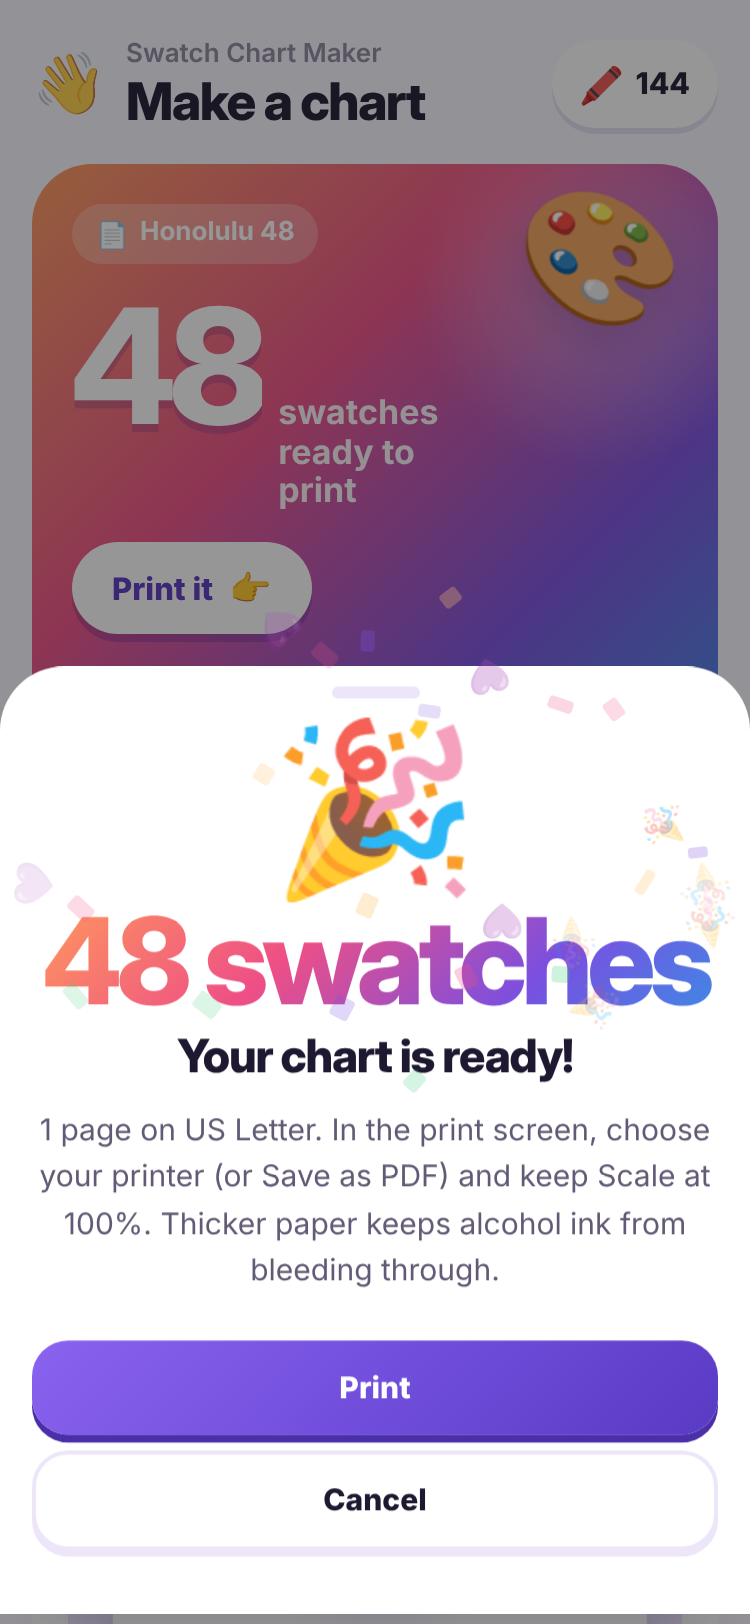 Swatch Chart Maker
Make a chart
144
Honolulu 48
48
swatches
ready to
print
Print it
48 swatches
Your chart is ready!
1 page on US Letter. In the print screen, choose
your printer (or Save as PDF) and keep Scale at
100%. Thicker paper keeps alcohol ink from
bleeding through.
Print
Cancel